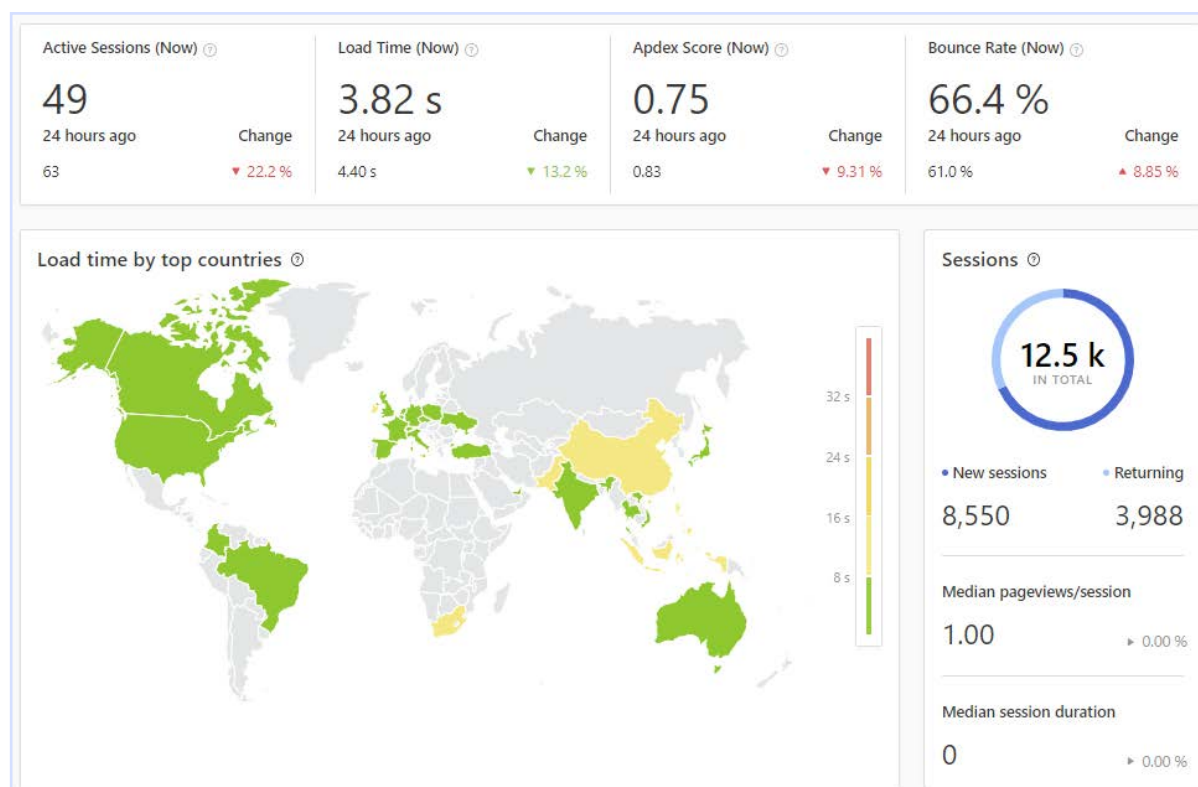 Active Sessions (Now)
49
24 hours ago Change
63 ▼ 22.2 %
Load Time (Now)
3.82 s
24 hours ago Change
4.40 s ▼ 13.2 %
Apdex Score (Now)
0.75
24 hours ago Change
0.83 ▼ 9.31 %
Bounce Rate (Now)
66.4 %
24 hours ago Change
61.0 % ▲ 8.85 %
Load time by top countries
32 s
24 s
16 s
8 s
Sessions
12.5 k
IN TOTAL
New sessions Returning
8,550 3,988
Median pageviews/session
1.00 ▶ 0.00 %
Median session duration
0 ▶ 0.00 %